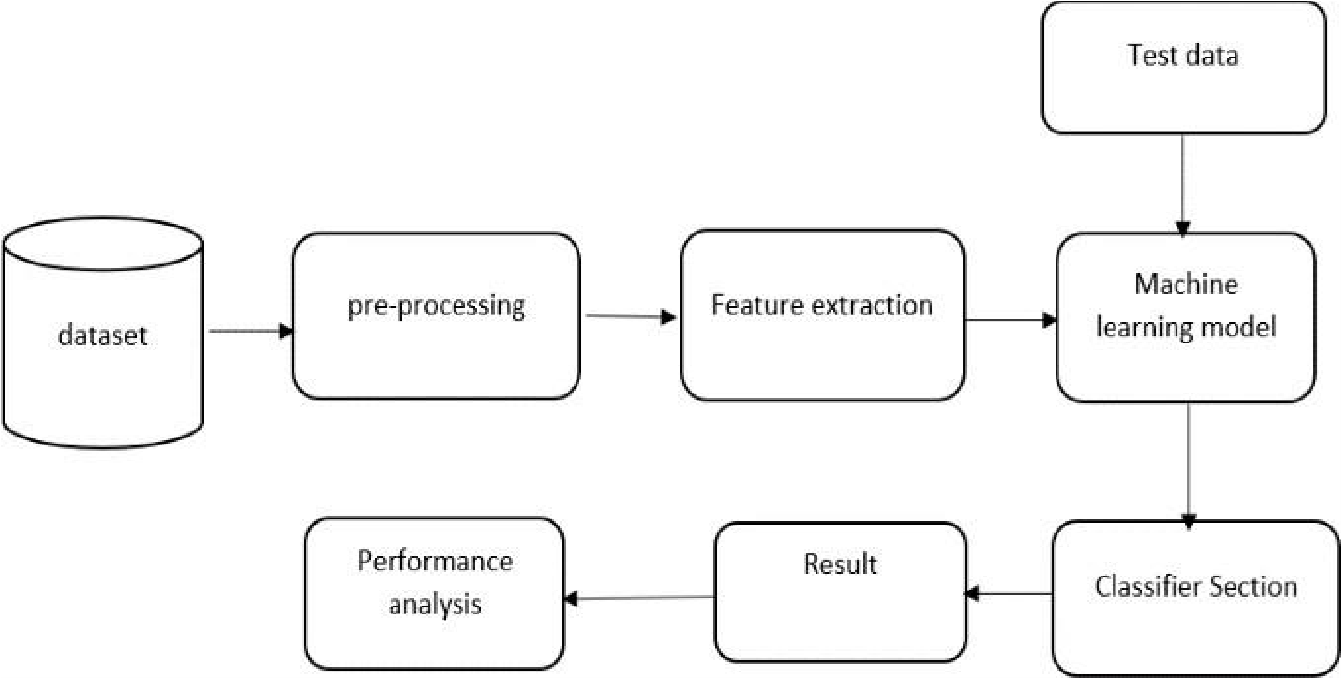 Test data
dataset
pre-processing
Feature extraction
Machine
learning model
Performance
analysis
Result
Classifier Section